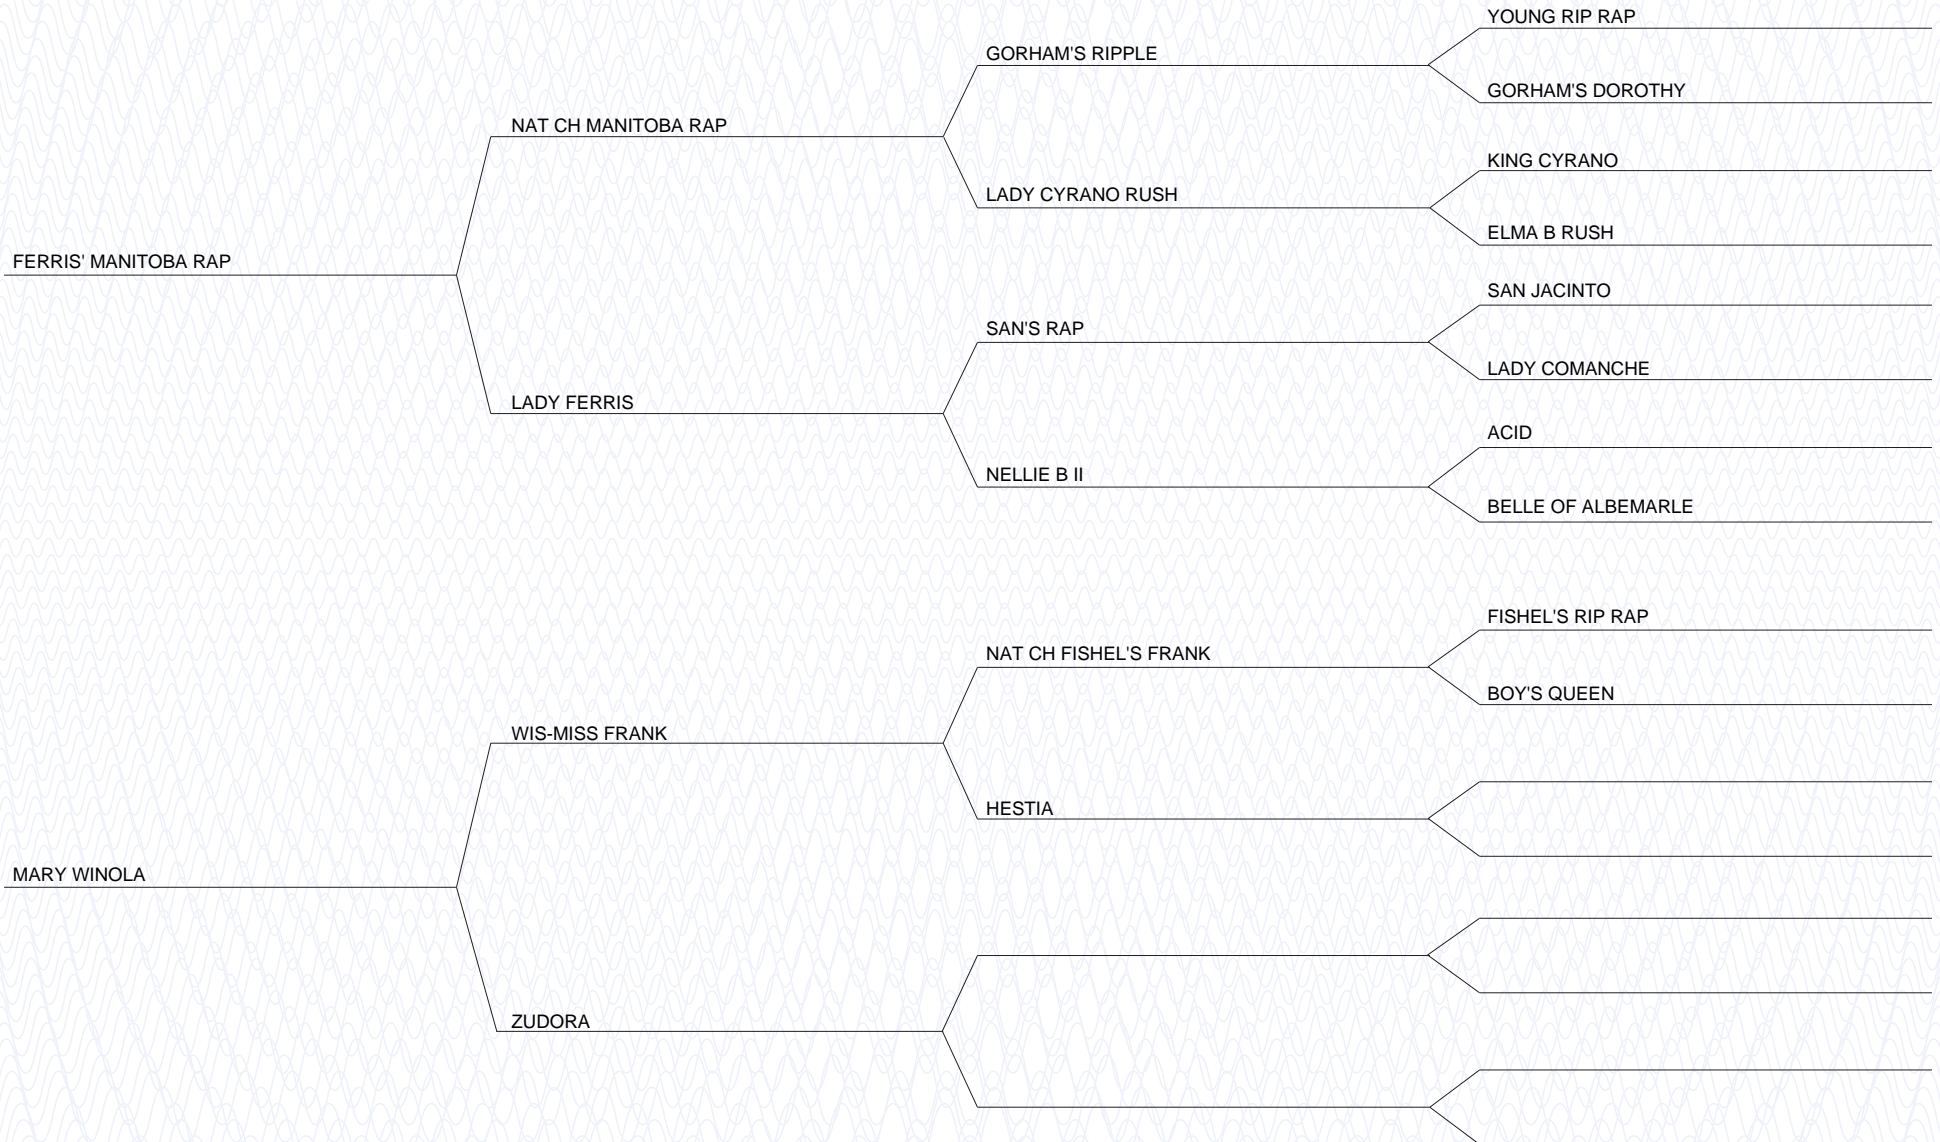 YOUNG RIP RAP
GORHAM'S RIPPLE
GORHAM'S DOROTHY
NAT CH MANITOBA RAP
KING CYRANO
LADY CYRANO RUSH
ELMA B RUSH
FERRIS' MANITOBA RAP
SAN JACINTO
SAN'S RAP
LADY COMANCHE
LADY FERRIS
ACID
NELLIE B II
BELLE OF ALBEMARLE
FISHEL'S RIP RAP
NAT CH FISHEL'S FRANK
BOY'S QUEEN
WIS-MISS FRANK
HESTIA
MARY WINOLA
ZUDORA